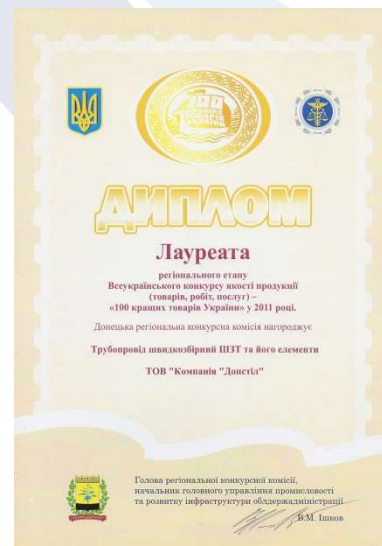 100
ДИПЛОМ
Лауреата
регіонального етапу
Всеукраїнського конкурсу якості продукції
(товарів, робіт, послуг) –
«100 кращих товарів України» у 2011 році.
Донецька регіональна конкурсна комісія нагороджує
Трубопровід швидкозбірний ШЗТ та його елементи
ТОВ "Компанія "Донстіл"
Голова регіональної конкурсної комісії,
начальник головного управління промисловості
та розвитку інфраструктури облдержадміністрації
В.М. Ішков